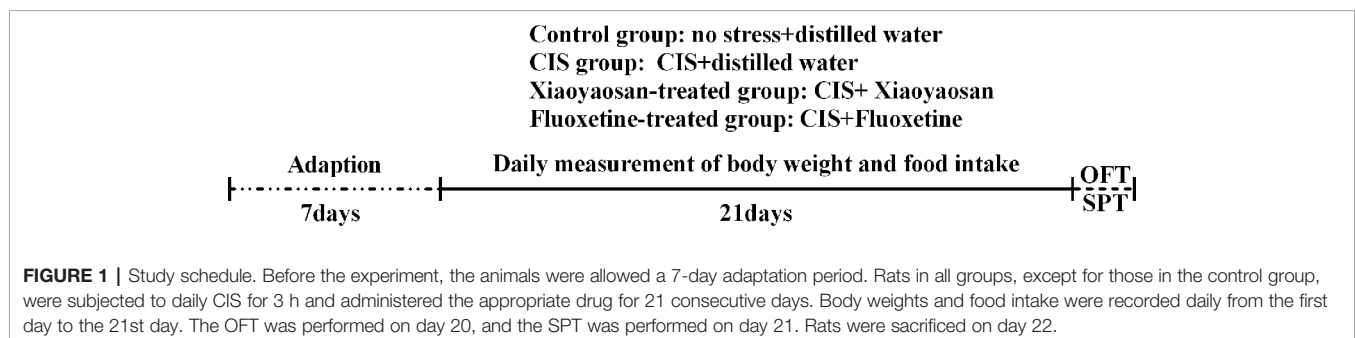 Control group: no stress+distilled water
CIS group: CIS+distilled water
Xiaoyaosan-treated group: CIS+ Xiaoyaosan
Fluoxetine-treated group: CIS+Fluoxetine
Adaption
Daily measurement of body weight and food intake
OFT
7days
21days
SPT
FIGURE 1 | Study schedule. Before the experiment, the animals were allowed a 7-day adaptation period. Rats in all groups, except for those in the control group,
were subjected to daily CIS for 3 h and administered the appropriate drug for 21 consecutive days. Body weights and food intake were recorded daily from the first
day to the 21st day. The OFT was performed on day 20, and the SPT was performed on day 21. Rats were sacrificed on day 22.